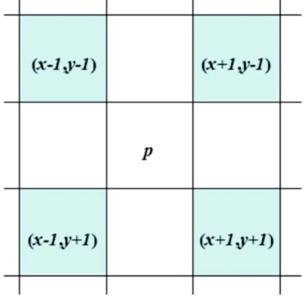 (x-1,y-1) (x+1,y-1)
p
(x-1,y+1) (x+1,y+1)